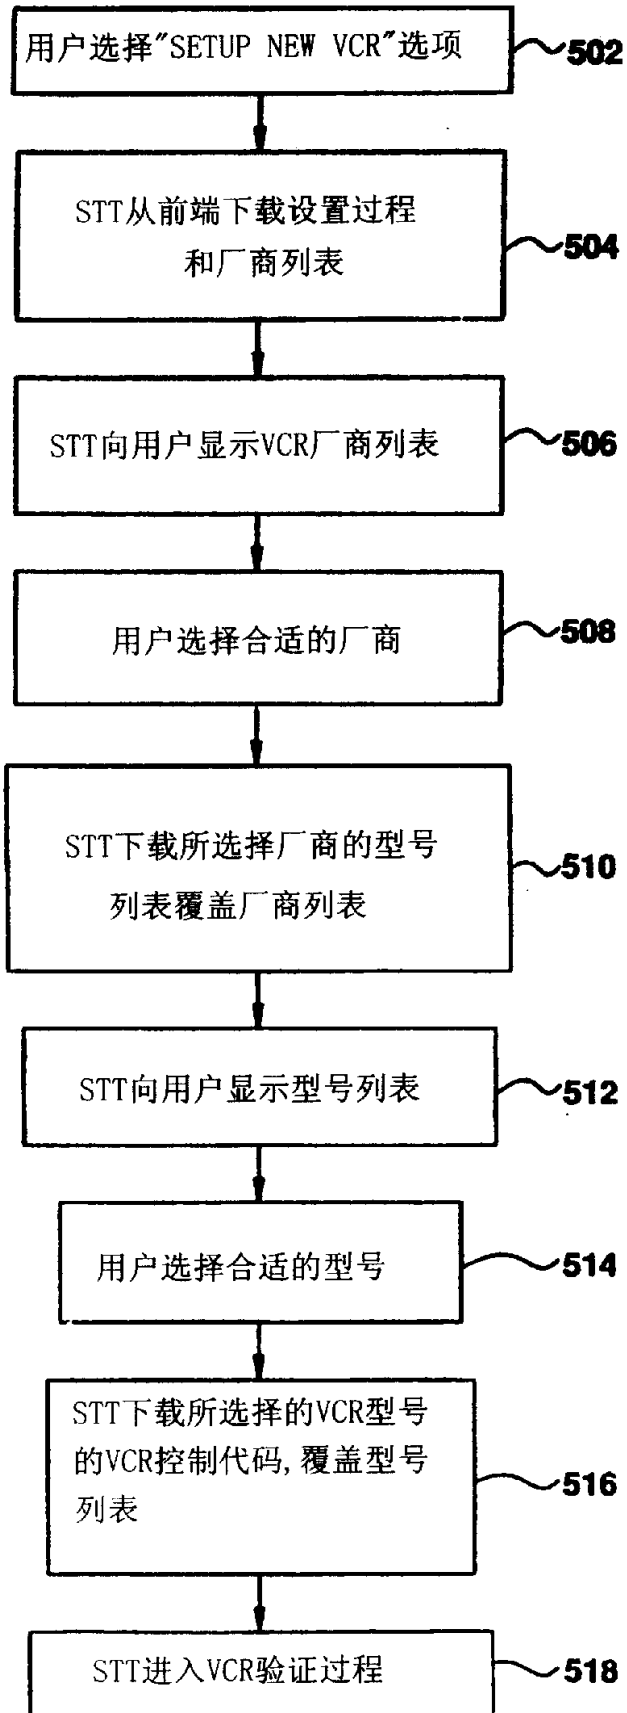 用户选择"SETUP NEW VCR"选项
502
STT从前端下载设置过程
和厂商列表
504
STT向用户显示VCR厂商列表
506
用户选择合适的厂商
508
STT下载所选择厂商的型号
列表覆盖厂商列表
510
STT向用户显示型号列表
512
用户选择合适的型号
514
STT下载所选择的VCR型号
的VCR控制代码,覆盖型号
列表
516
STT进入VCR验证过程
518